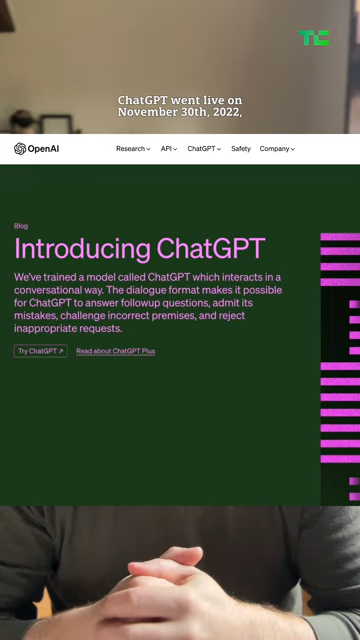 TC
ChatGPT went live on
November 30th, 2022,
OpenAI
Research API ChatGPT Safety Company
Blog
Introducing ChatGPT
We've trained a model called ChatGPT which interacts in a
conversational way. The dialogue format makes it possible
for ChatGPT to answer followup questions, admit its
mistakes, challenge incorrect premises, and reject
inappropriate requests.
Try ChatGPT ↗ Read about ChatGPT Plus